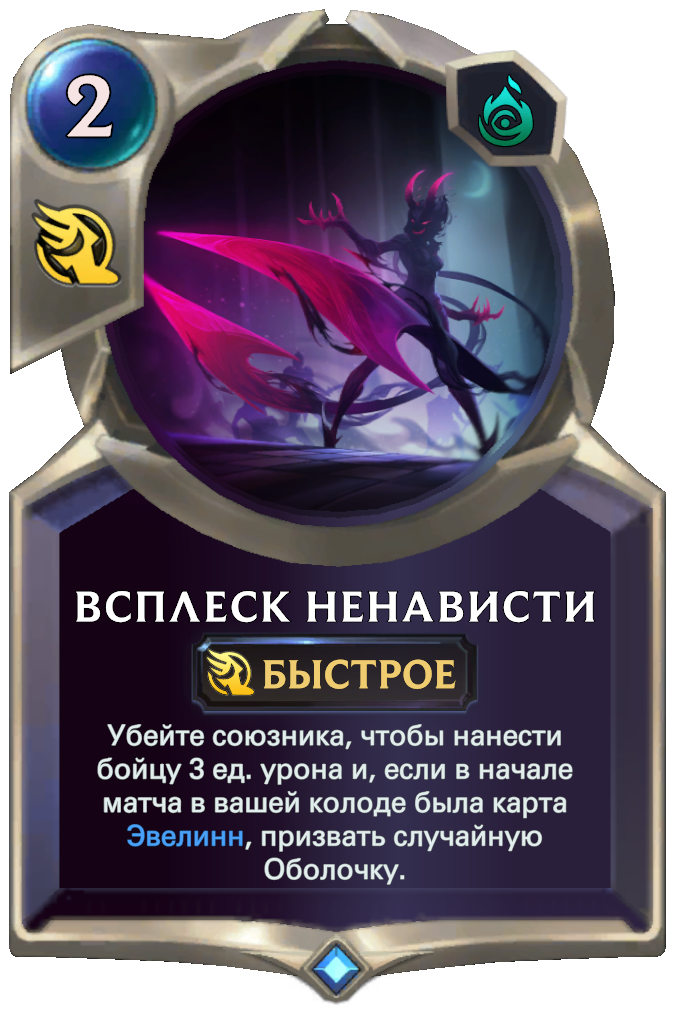 2
ВСПЛЕСК НЕНАВИСТИ
БЫСТРОЕ
Убейте союзника, чтобы нанести
бойцу 3 ед. урона и, если в начале
матча в вашей колоде была карта
Эвелинн, призвать случайную
Оболочку.